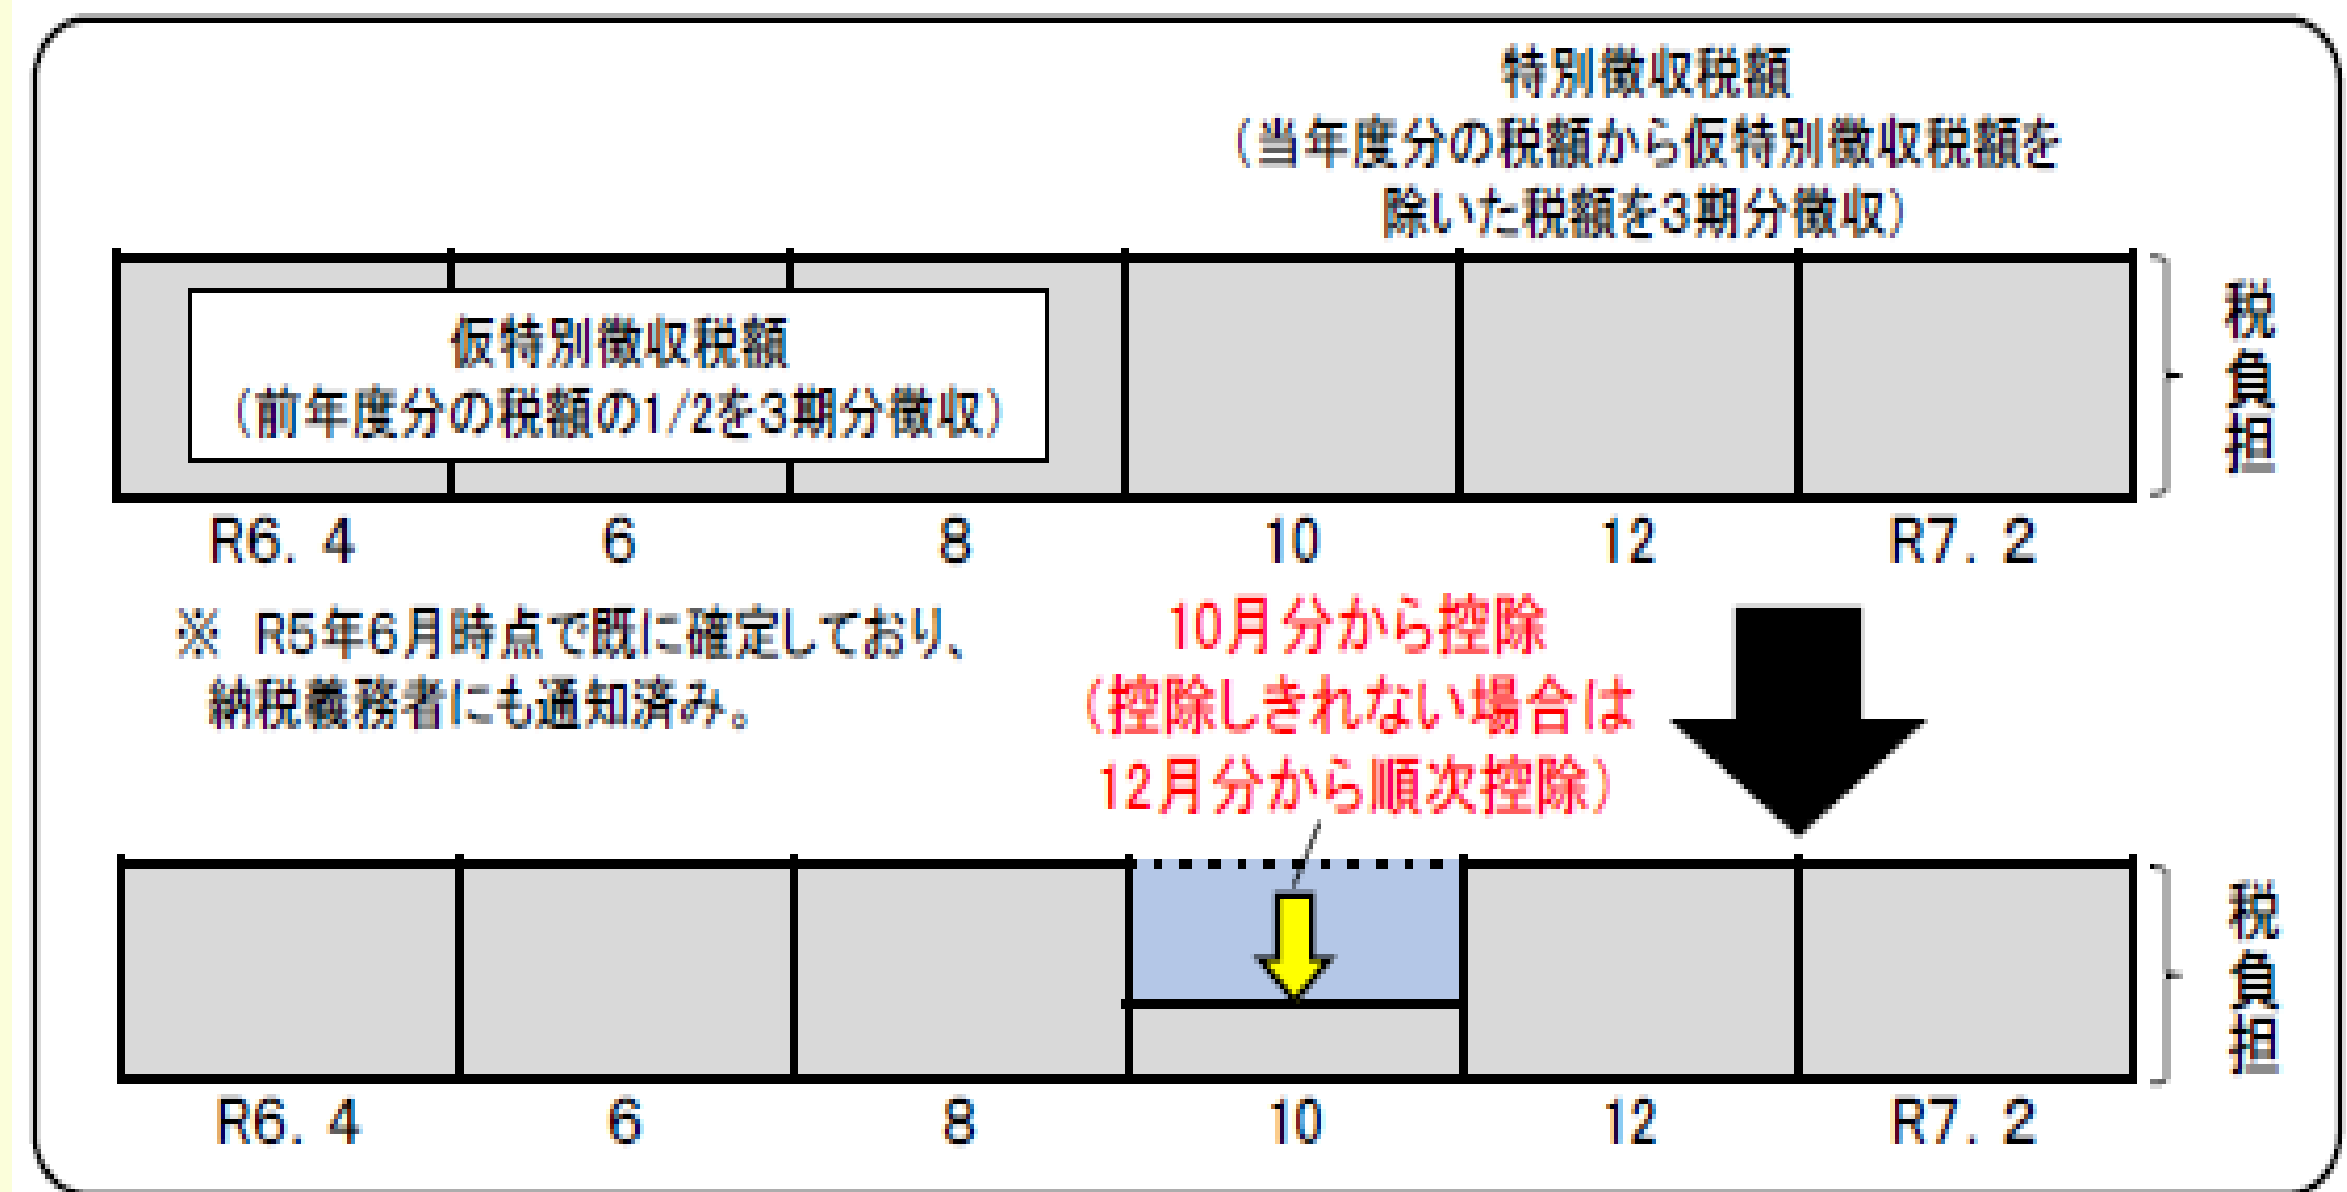 特別徴収税額
（当年度分の税額から仮特別徴収税額を
除いた税額を3期分徴収）
仮特別徴収税額
（前年度分の税額の1/2を3期分徴収）
税負担
R6. 4 6 8 10 12 R7. 2
※ R5年6月時点で既に確定しており、
納税義務者にも通知済み。
10月分から控除
（控除しきれない場合は
12月分から順次控除）
税負担
R6. 4 6 8 10 12 R7. 2